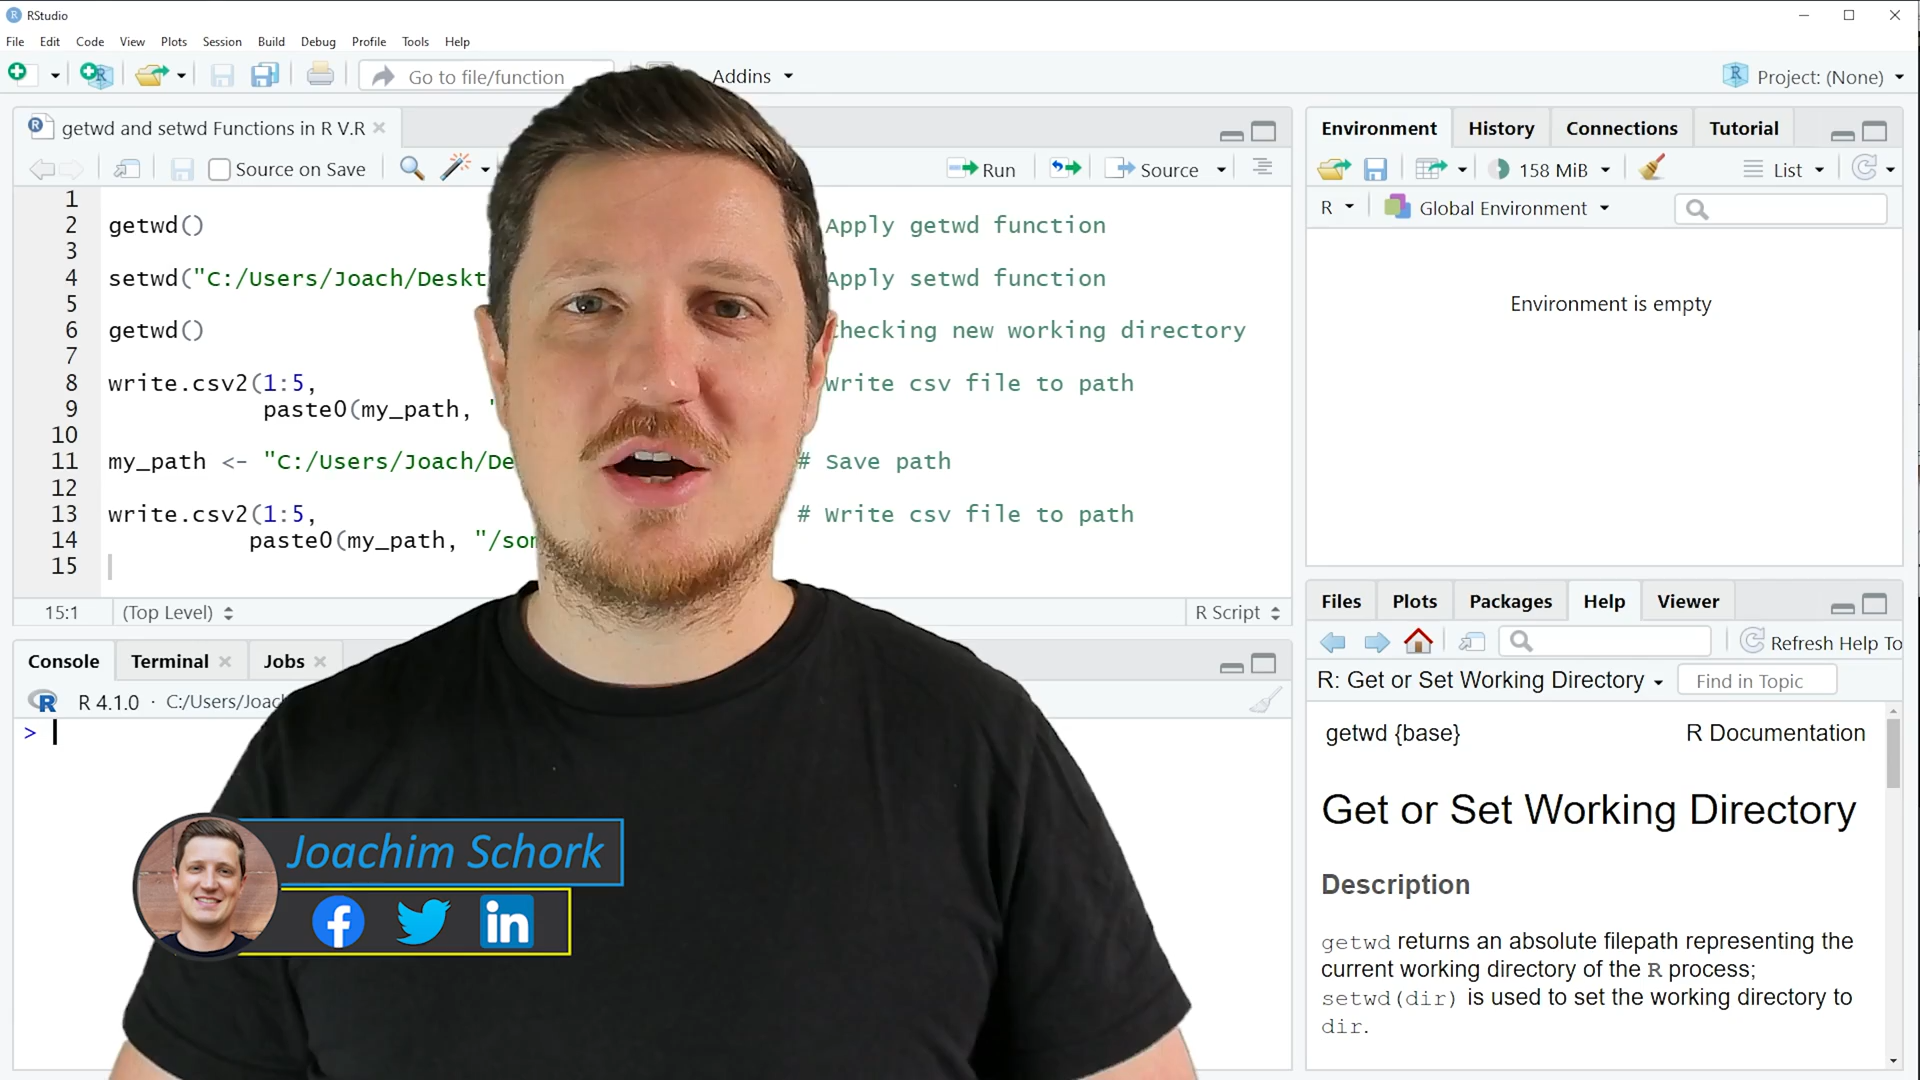 RStudio
File Edit Code View Plots Session Build Debug Profile Tools Help
Go to file/function Addins Project: (None)
getwd and setwd Functions in R V.R
Source on Save Run Source
1
2 getwd() Apply getwd function
3
4 setwd("C:/Users/Joach/Deskt Apply setwd function
5
6 getwd() hecking new working directory
7
8 write.csv2(1:5, Write csv file to path
9 paste0(my_path, '
10
11 my_path <- "C:/Users/Joach/De # Save path
12
13 write.csv2(1:5, # Write csv file to path
14 paste0(my_path, "/som
15
15:1 (Top Level) R Script
Console Terminal Jobs
R 4.1.0 · C:/Users/Joac
>
Joachim Schork
f in
Environment History Connections Tutorial
158 MiB List
R Global Environment
Environment is empty
Files Plots Packages Help Viewer
Refresh Help To
R: Get or Set Working Directory Find in Topic
getwd {base} R Documentation
Get or Set Working Directory
Description
getwd returns an absolute filepath representing the
current working directory of the R process;
setwd(dir) is used to set the working directory to
dir.